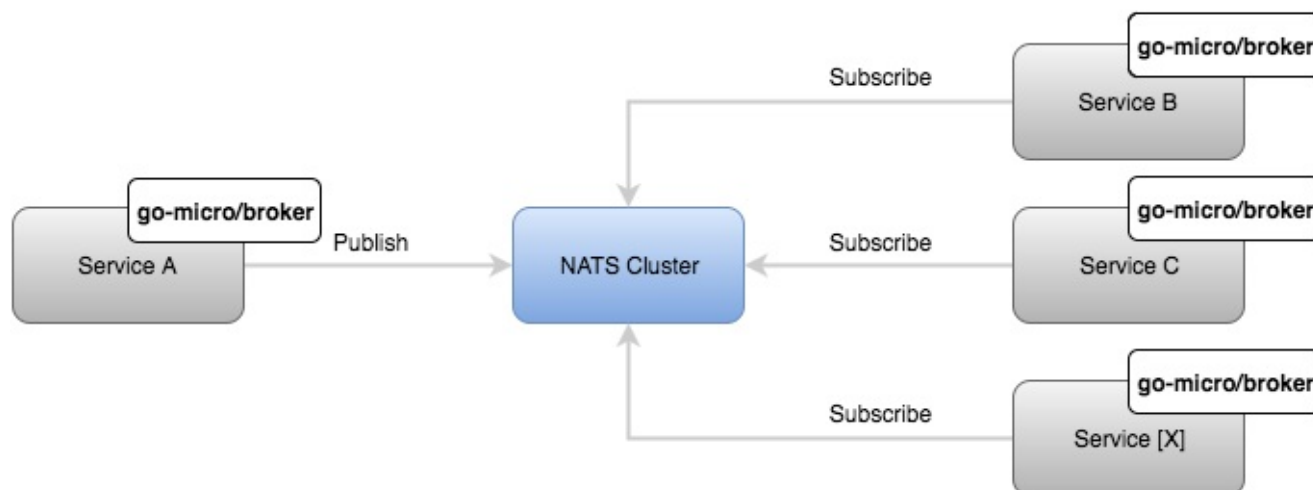 go-micro/broker
Subscribe
Service B
go-micro/broker
go-micro/broker
Publish
Subscribe
Service A
NATS Cluster
Service C
go-micro/broker
Subscribe
Service [X]